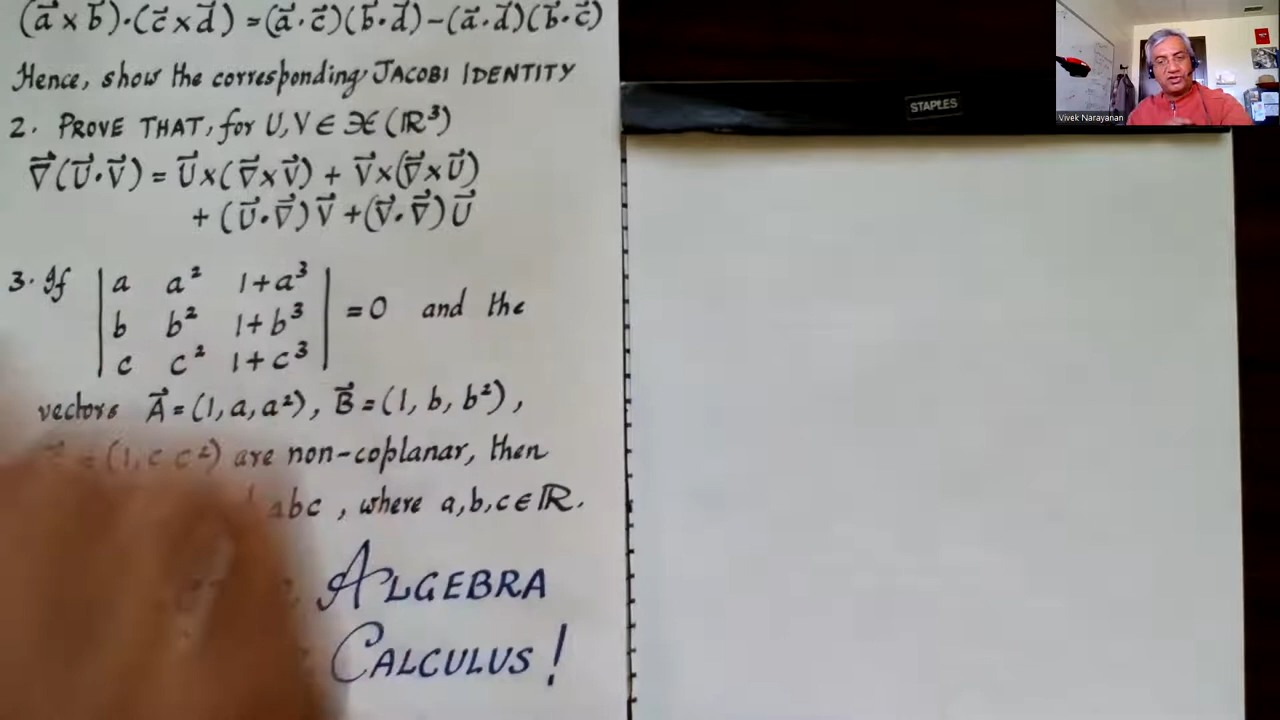 (a⃗ × b⃗)·(c⃗ × d⃗) = (a⃗·c⃗)(b⃗·d⃗) − (a⃗·d⃗)(b⃗·c⃗)
Hence, show the corresponding JACOBI IDENTITY
2. PROVE THAT, for U, V ∈ 𝔛(ℝ³)
∇⃗(U⃗·V⃗) = U⃗×(∇⃗×V⃗) + V⃗×(∇⃗×U⃗)
+ (U⃗·∇⃗)V⃗ + (V⃗·∇⃗)U⃗
3. If | a a² 1+a³ |
| b b² 1+b³ | = 0 and the
| c c² 1+c³ |
vectors A⃗ = (1, a, a²), B⃗ = (1, b, b²),
= (1, c c²) are non-coplanar, then
abc, where a, b, c ∈ ℝ.
ALGEBRA
CALCULUS!
STAPLES
Vivek Narayanan